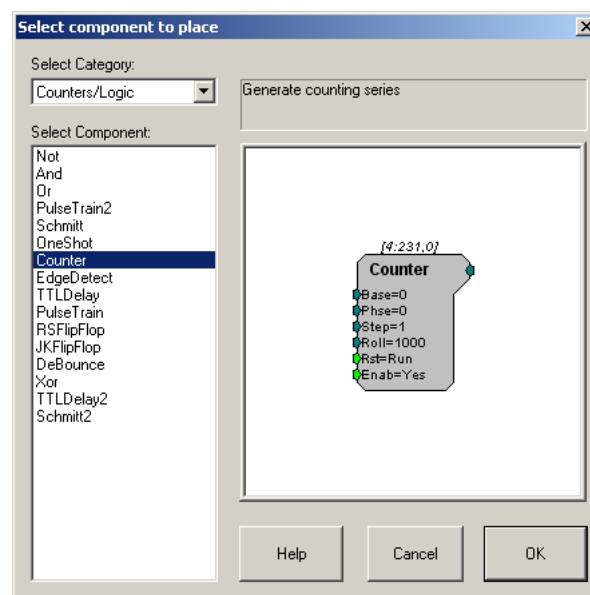 Select component to place
Select Category:
Counters/Logic
Generate counting series
Select Component:
Not
And
Or
PulseTrain2
Schmitt
OneShot
Counter
EdgeDetect
TTLDelay
PulseTrain
RSFlipFlop
JKFlipFlop
DeBounce
Xor
TTLDelay2
Schmitt2
[4:231,0]
Counter
Base=0
Phse=0
Step=1
Roll=1000
Rst=Run
Enab=Yes
Help
Cancel
OK